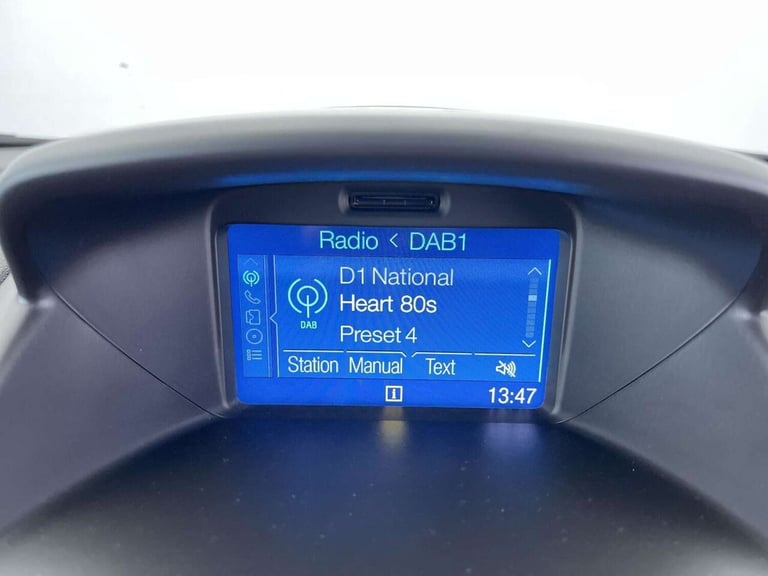 Radio < DAB1
D1 National
Heart 80s
DAB
Preset 4
Station Manual Text
13:47